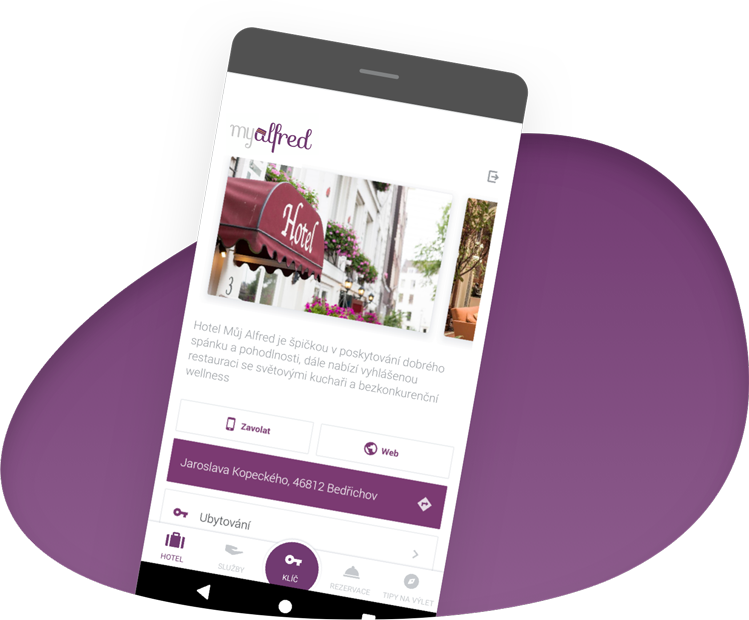 myalfred
Hotel
3
Hotel Můj Alfred je špičkou v poskytování dobrého
spánku a pohodlnosti, dále nabízí vyhlášenou
restauraci se světovými kuchaři a bezkonkurenční
wellness
Zavolat
Web
Jaroslava Kopeckého, 46812 Bedřichov
Ubytování
HOTEL
SLUŽBY
KLÍČ
REZERVACE
TIPY NA VÝLET